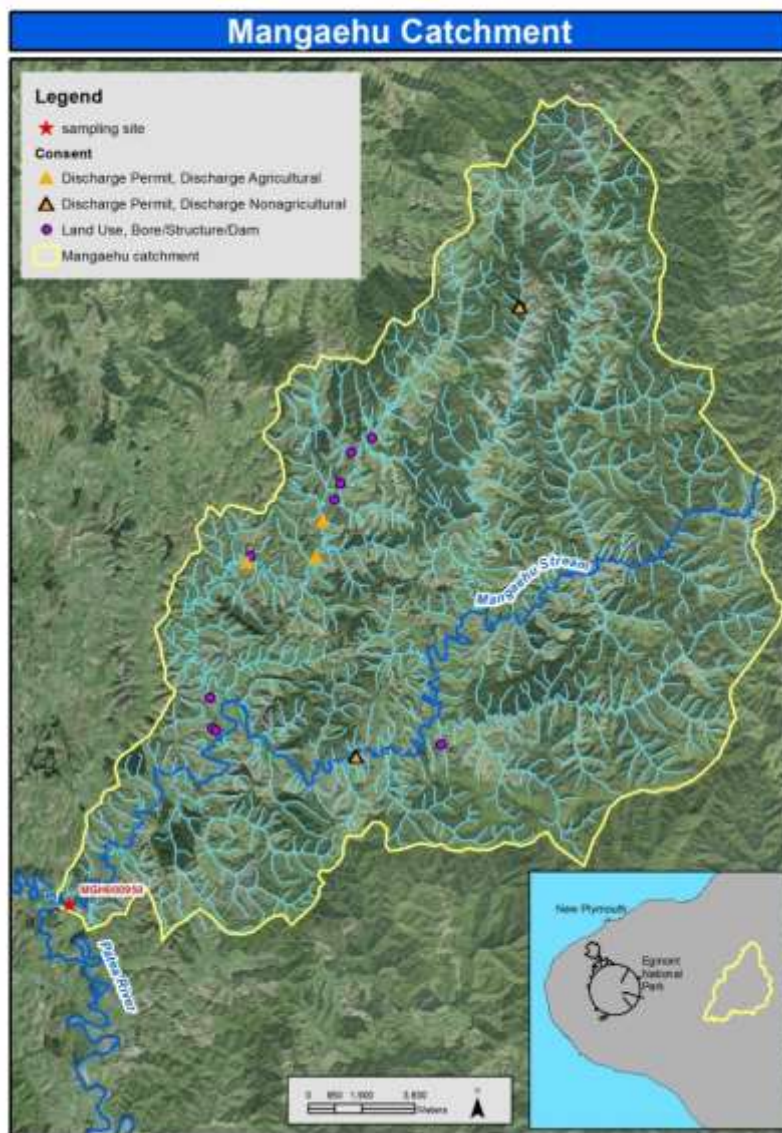 Mangaehu Catchment
Legend
sampling site
Consent
Discharge Permit, Discharge Agricultural
Discharge Permit, Discharge Nonagricultural
Land Use, Bore/Structure/Dam
Mangaehu catchment
Mangaehu Stream
MGH000950
Patea River
New Plymouth
Egmont
National
Park
Meters